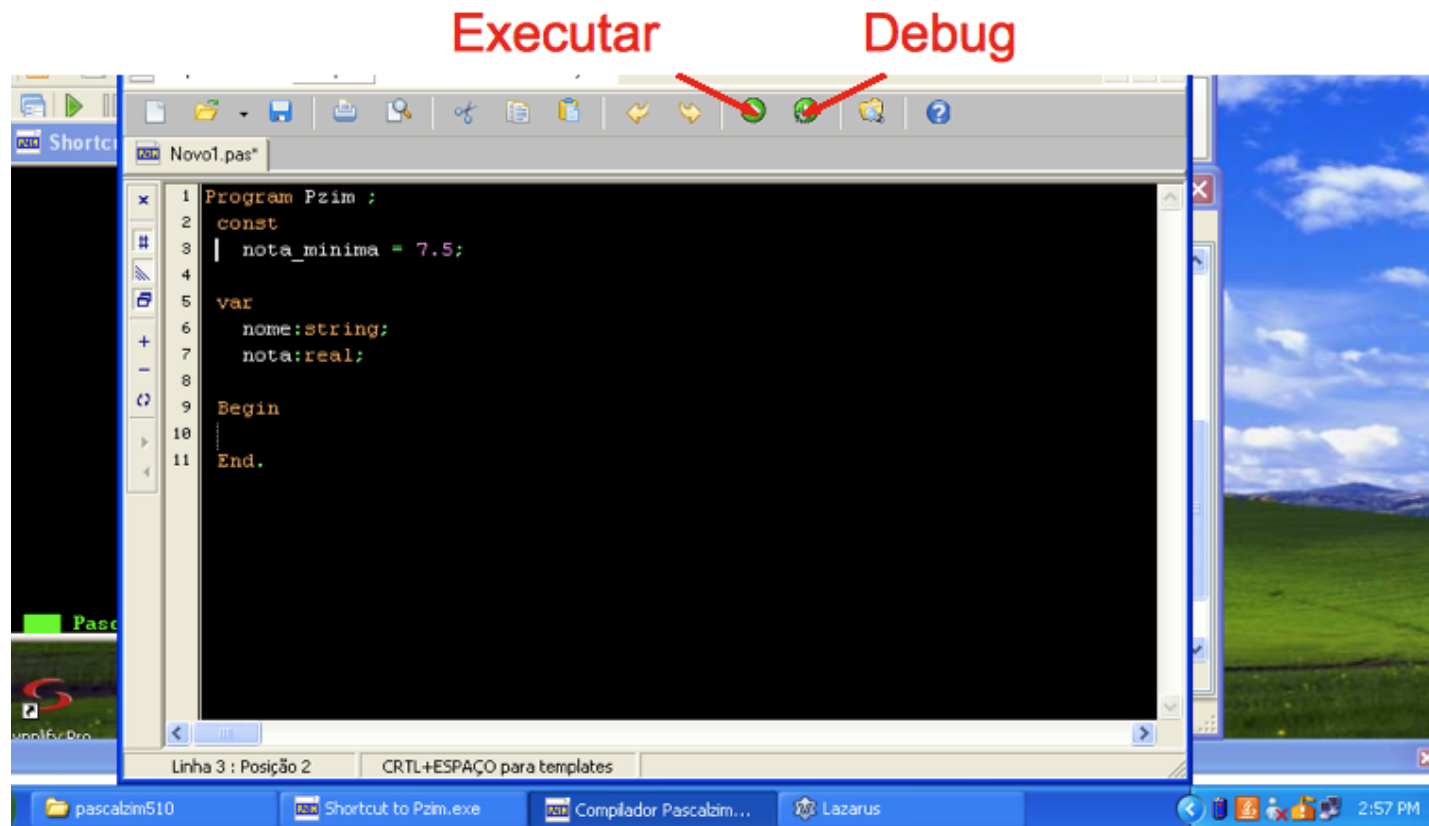 Executar Debug
Shortc
Novo1.pas*
1 Program Pzim ;
2 const
3 nota_minima = 7.5;
4
5 var
6 nome:string;
7 nota:real;
8
9 Begin
10
11 End.
Pasc
Linha 3 : Posição 2 CRTL+ESPAÇO para templates
pascalzim510 Shortcut to Pzim.exe Compilador Pascalzim... Lazarus 2:57 PM